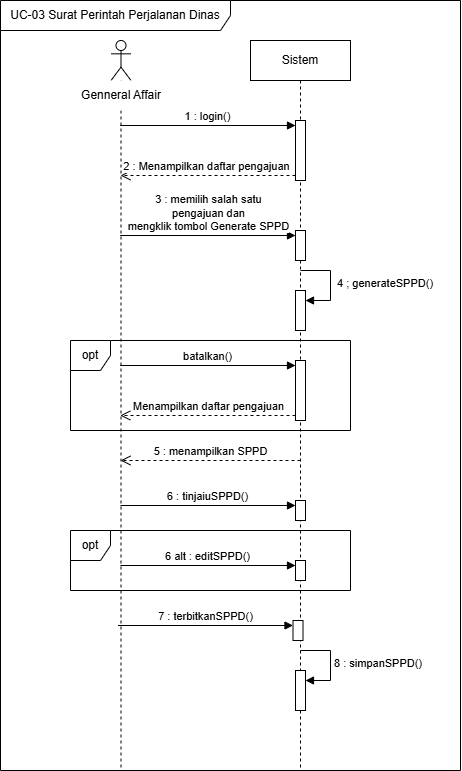 UC-03 Surat Perintah Perjalanan Dinas
Genneral Affair
Sistem
1 : login()
2 : Menampilkan daftar pengajuan
3 : memilih salah satu
pengajuan dan
mengklik tombol Generate SPPD
4 ; generateSPPD()
opt
batalkan()
Menampilkan daftar pengajuan
5 : menampilkan SPPD
6 : tinjaiuSPPD()
opt
6 alt : editSPPD()
7 : terbitkanSPPD()
8 : simpanSPPD()